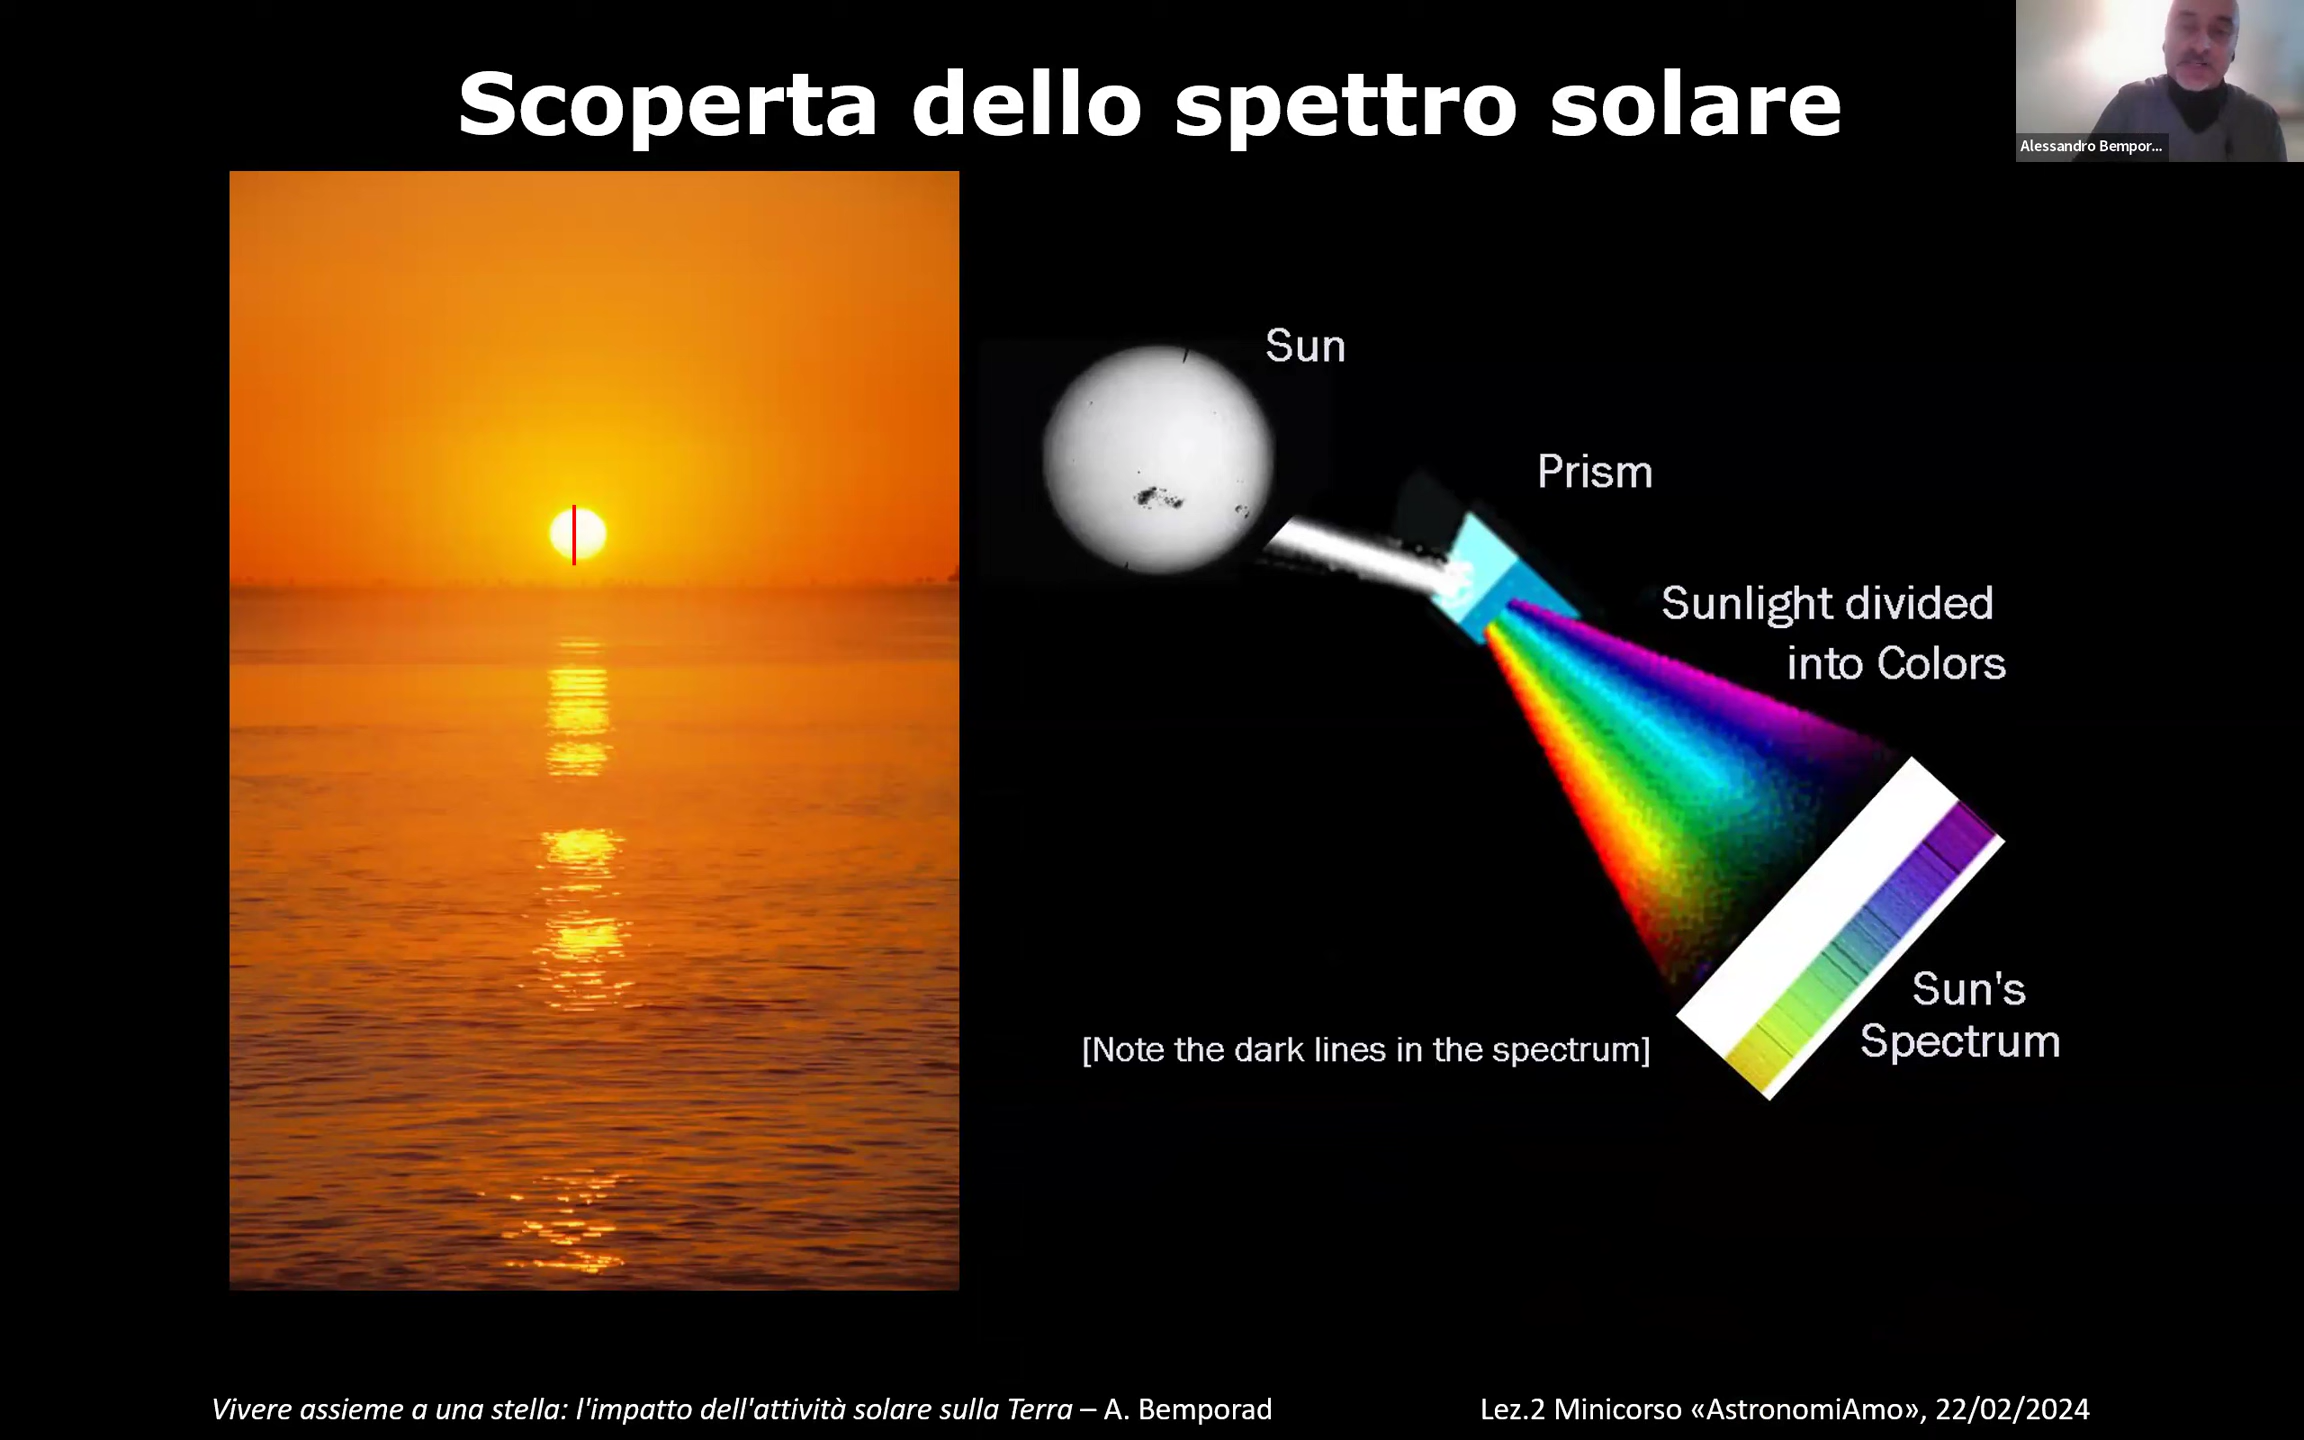 Scoperta dello spettro solare
Alessandro Bempor...
Sun
Prism
Sunlight divided
into Colors
Sun's
Spectrum
[Note the dark lines in the spectrum]
Vivere assieme a una stella: l'impatto dell'attività solare sulla Terra – A. Bemporad
Lez.2 Minicorso «AstronomiAmo», 22/02/2024